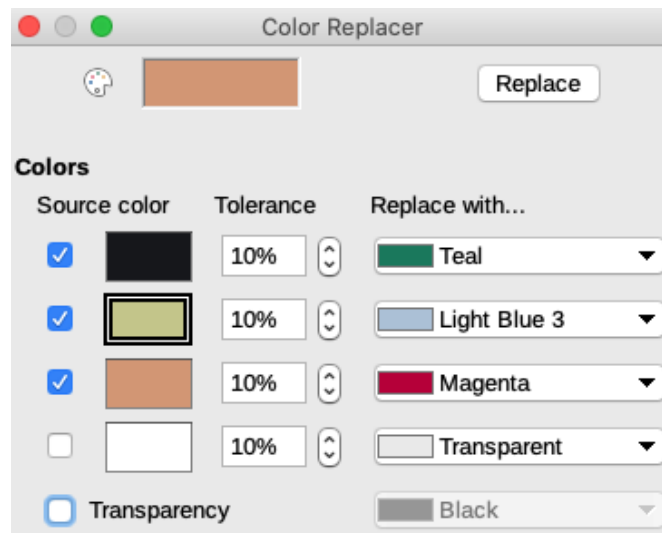 Color Replacer
Replace
Colors
Source color Tolerance Replace with...
10% Teal
10% Light Blue 3
10% Magenta
10% Transparent
Transparency Black